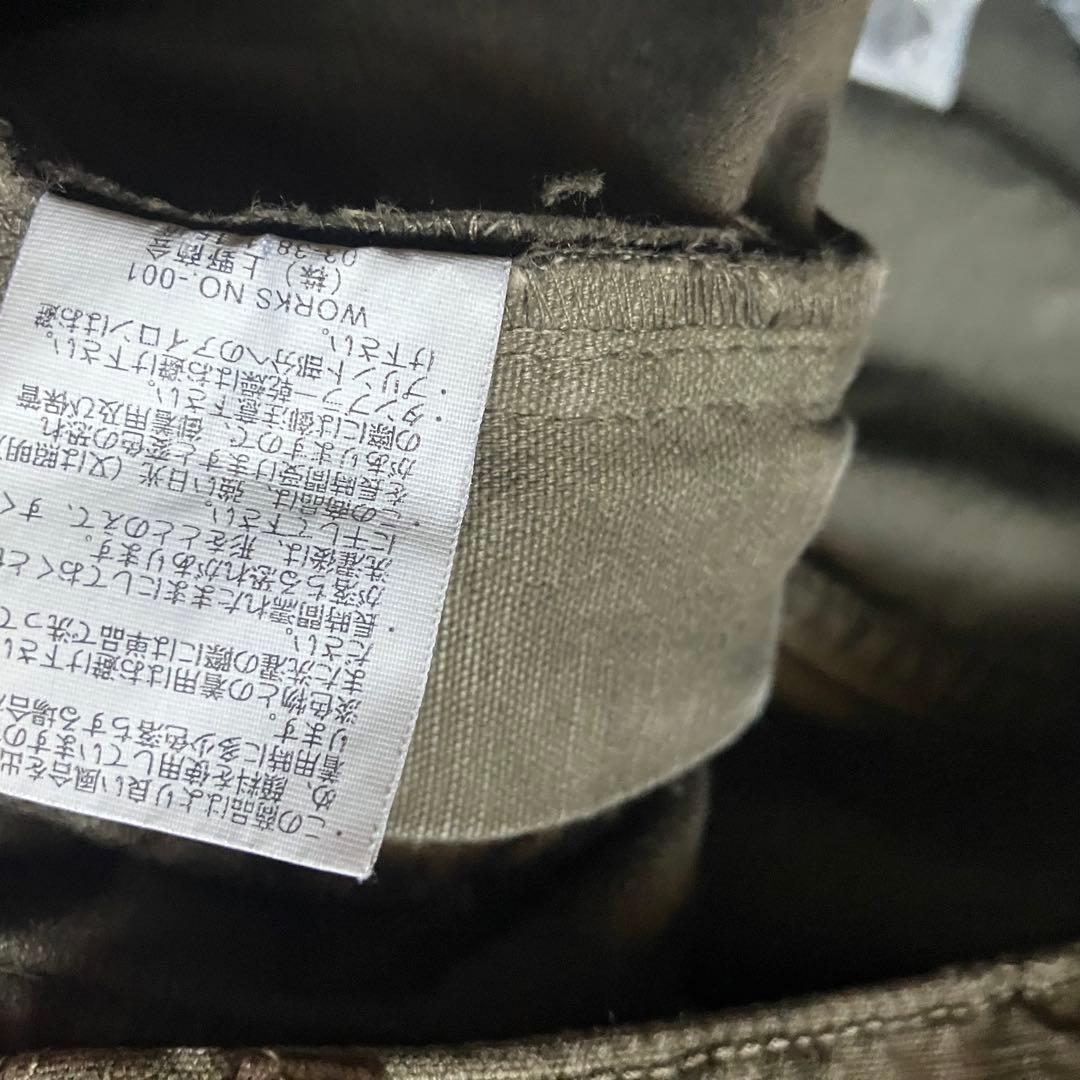 ・この商品はより良い風合を出すの
め、顔料を使用しています
着用時に多少色落ちする場合
ります。
淡色物との着用はお避け下さい
また洗濯の際には単品で洗って
ださい。
・長時間濡れたままにしておくと
が落ちる恐れがあります。
洗濯後は、形をととのえて、すぐ
に干して下さい。
・この商品は、強い日光(又は照明)
を長時間受けますと変色の恐れ
がありますので、御着用及び保管
の際には御注意下さい。
・タンブラー乾燥はお避け下さい。
・プリント部分へのアイロンはお避
け下さい。
WORKS NO.-001
(株)上野商会
03-38